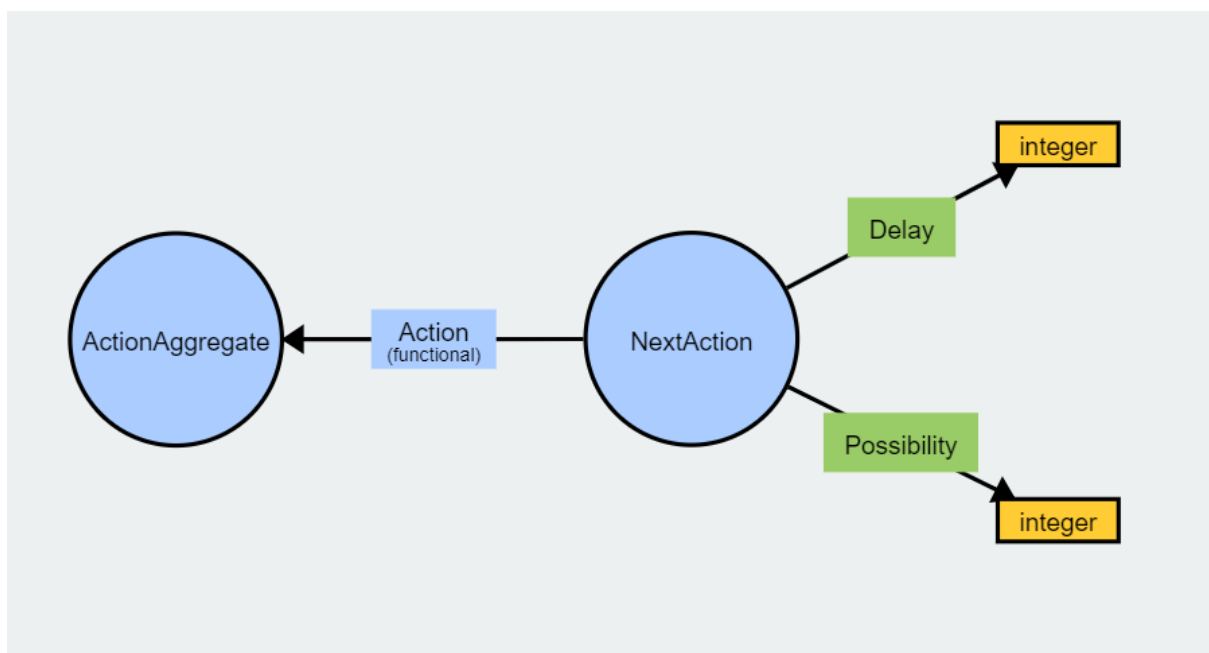 integer
Delay
ActionAggregate
Action
(functional)
NextAction
Possibility
integer